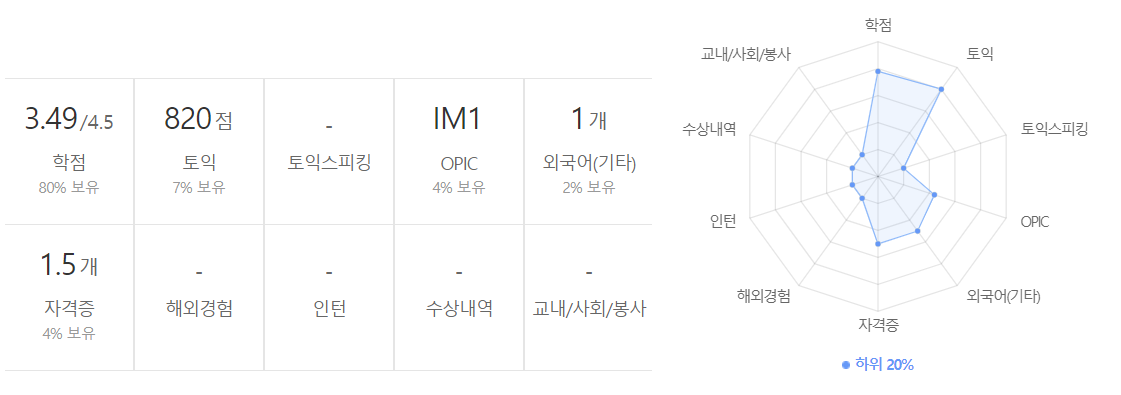 3.49/4.5
학점
80% 보유
820 점
토익
7% 보유
-
토익스피킹
IM1
OPIC
4% 보유
1 개
외국어(기타)
2% 보유
1.5 개
자격증
4% 보유
-
해외경험
-
인턴
-
수상내역
-
교내/사회/봉사
학점
토익
토익스피킹
OPIC
외국어(기타)
자격증
해외경험
인턴
수상내역
교내/사회/봉사
하위 20%